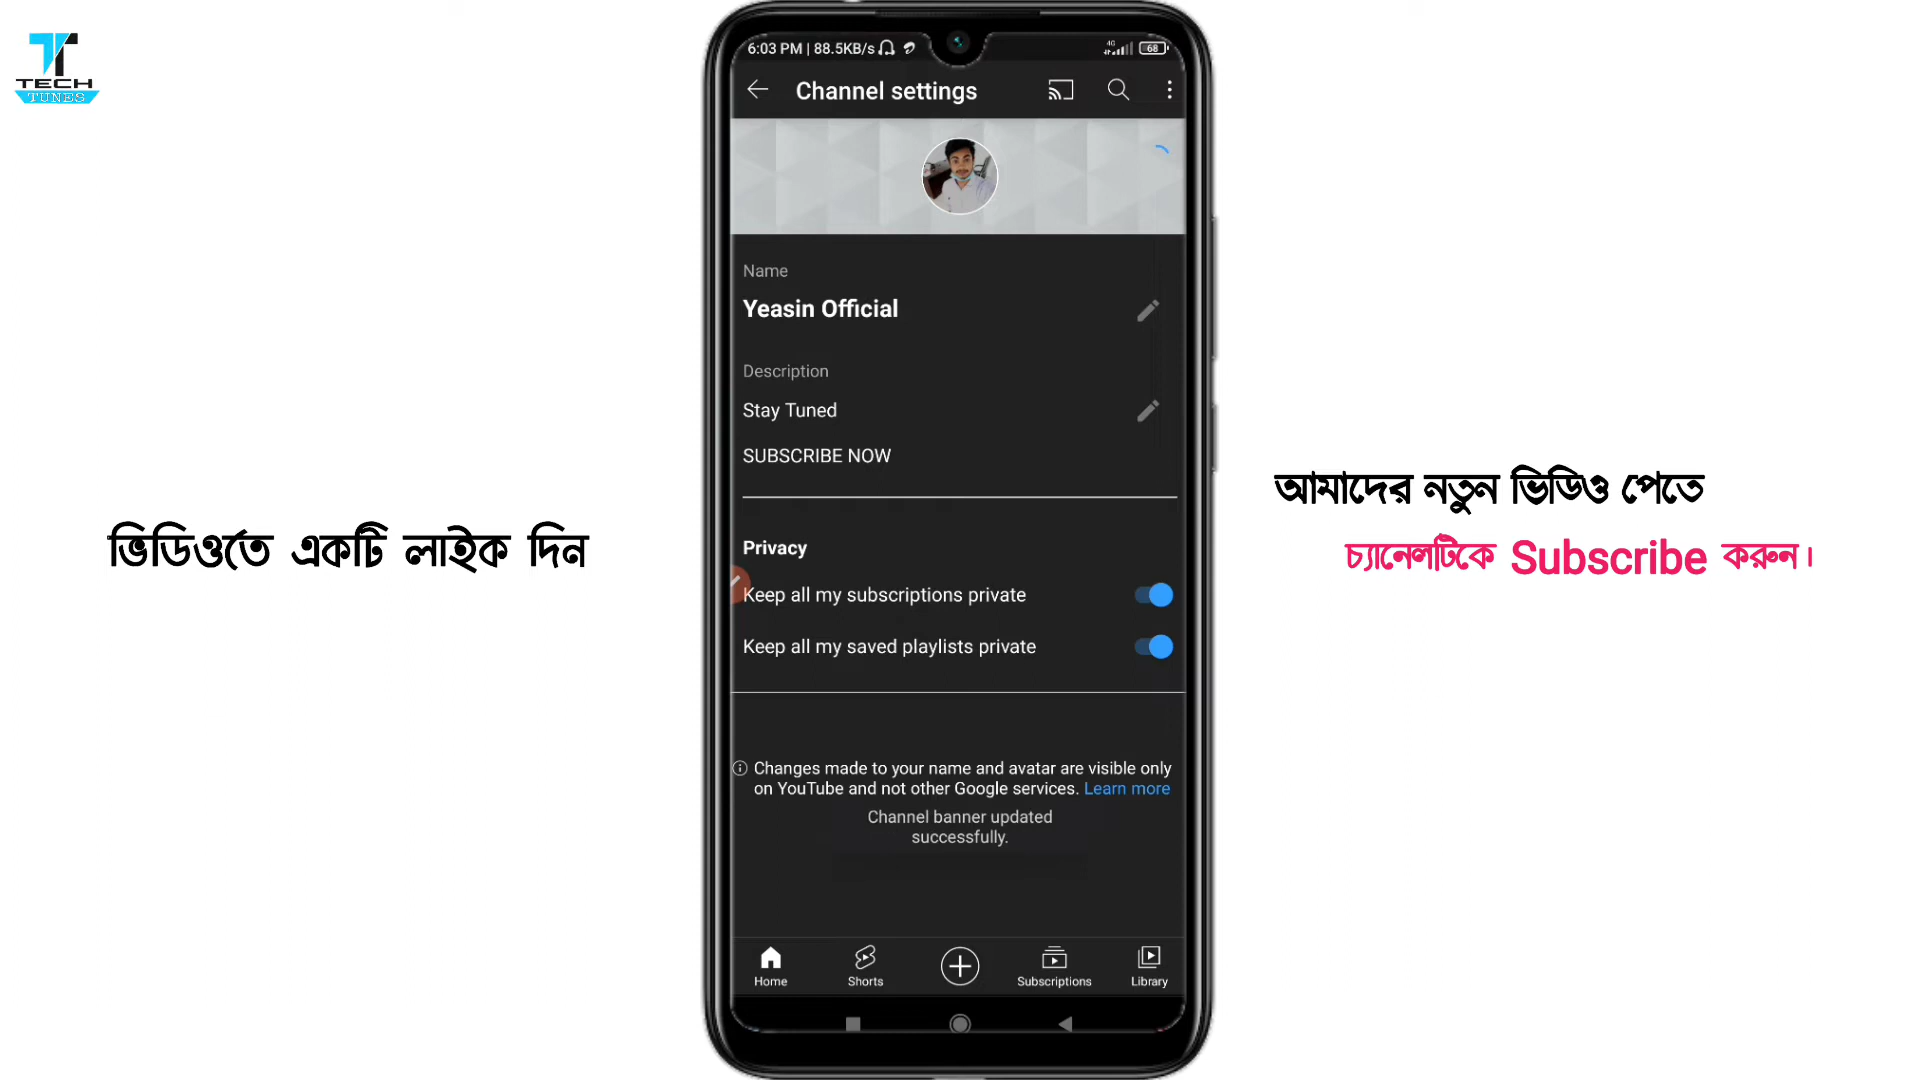 TECH
TUNES
6:03 PM | 88.5KB/s
4G
68
Channel settings
Name
Yeasin Official
Description
Stay Tuned
SUBSCRIBE NOW
Privacy
Keep all my subscriptions private
Keep all my saved playlists private
Changes made to your name and avatar are visible only
on YouTube and not other Google services. Learn more
Channel banner updated
successfully.
Home
Shorts
Subscriptions
Library
ভিডিওতে একটি লাইক দিন
আমাদের নতুন ভিডিও পেতে
চ্যানেলটিকে Subscribe করুন।